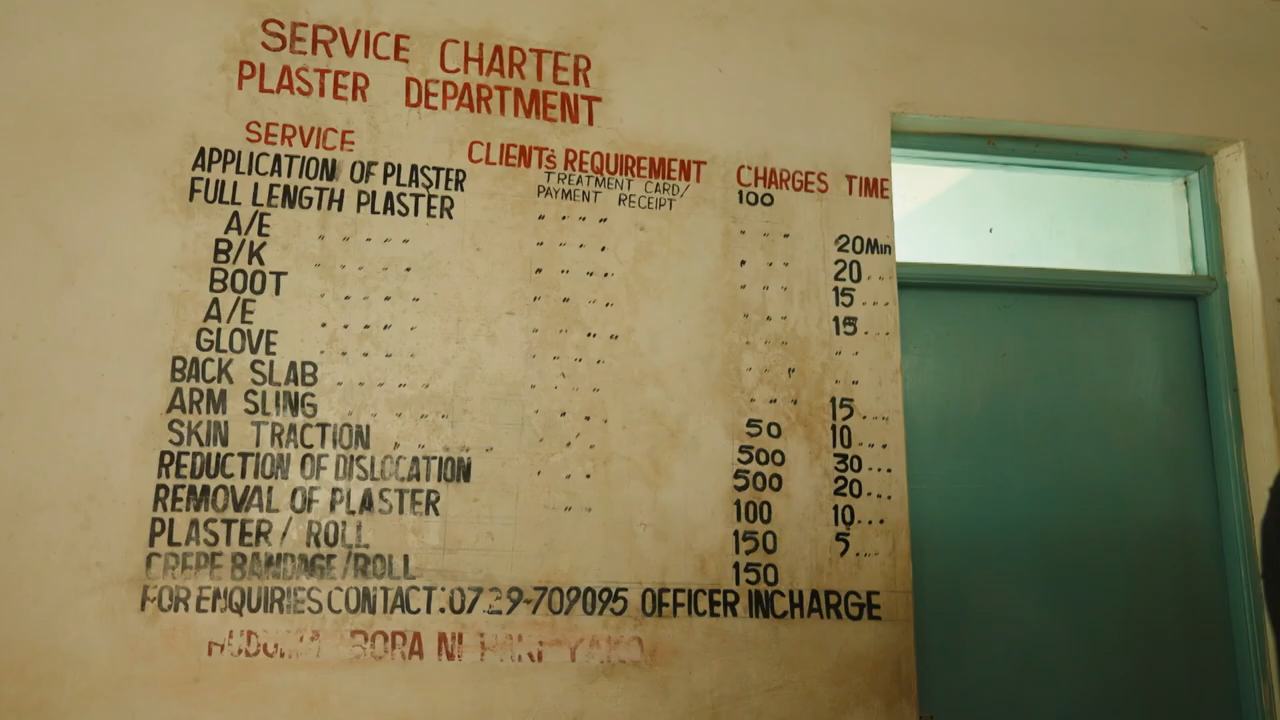 SERVICE CHARTER
PLASTER DEPARTMENT
SERVICE CLIENTS REQUIREMENT CHARGES TIME
APPLICATION OF PLASTER TREATMENT CARD/ PAYMENT RECEIPT 100
FULL LENGTH PLASTER " " " " " " " 20Min
A/E " " " " " " " " " " " " 20 . . .
B/K " " " " " " " " " " " " 15 . . .
BOOT " " " " " " " " " " " " 15 . . .
A/E " " " " " " " " " " " " " "
GLOVE " " " " " " " " " " " " " "
BACK SLAB " " " " " " " " " " " " 15 . . .
ARM SLING " " " " " " " " 50 10 . . .
SKIN TRACTION " " " " " " " 500 30 . . .
REDUCTION OF DISLOCATION " " " 500 20 . . .
REMOVAL OF PLASTER " " 100 10 . . .
PLASTER / ROLL 150 5 . . .
CREPE BANDAGE/ROLL 150
FOR ENQUIRIES CONTACT: 0729-709095 OFFICER INCHARGE
BORA NI HAKI YAKO